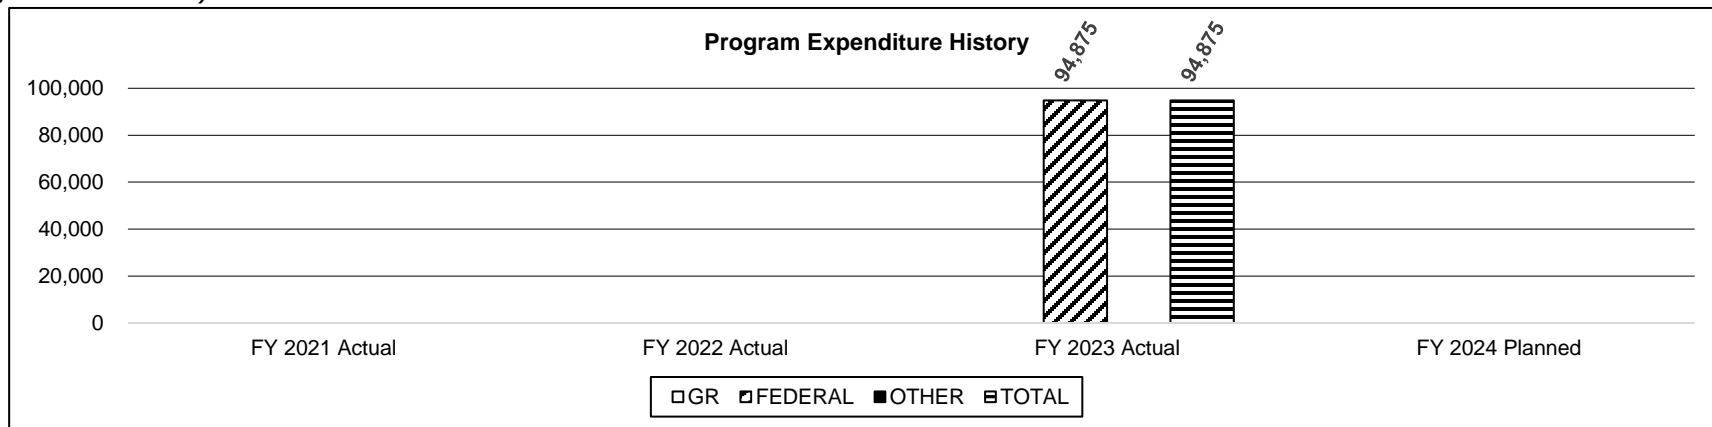 Program Expenditure History
94,875
94,875
100,000
80,000
60,000
40,000
20,000
0
FY 2021 Actual
FY 2022 Actual
FY 2023 Actual
FY 2024 Planned
GR FEDERAL OTHER TOTAL